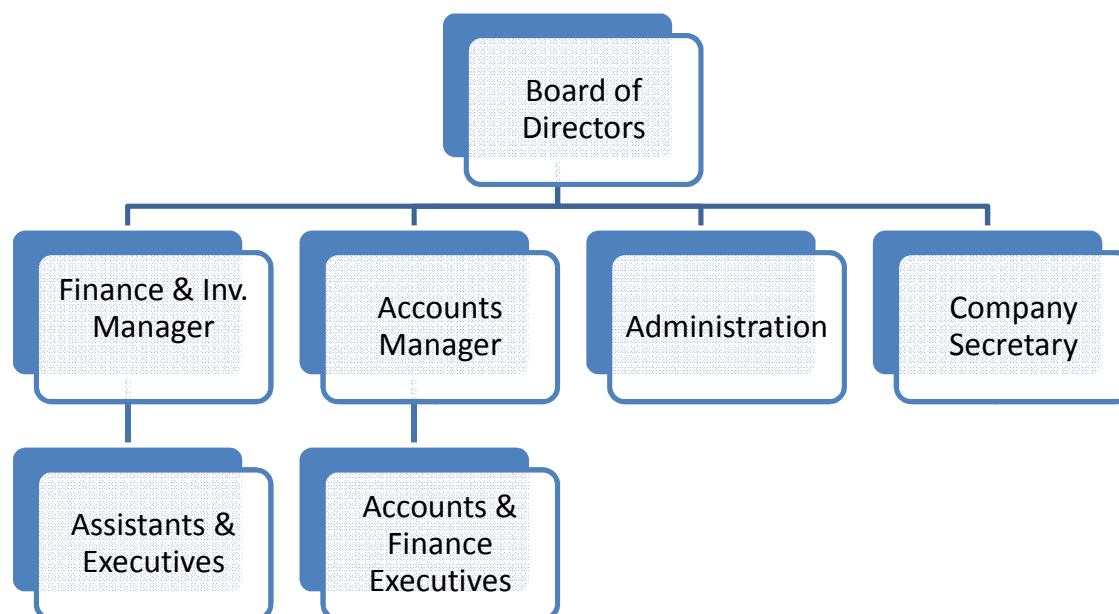 Board of
Directors
Finance & Inv.
Manager
Accounts
Manager
Administration
Company
Secretary
Assistants &
Executives
Accounts &
Finance
Executives